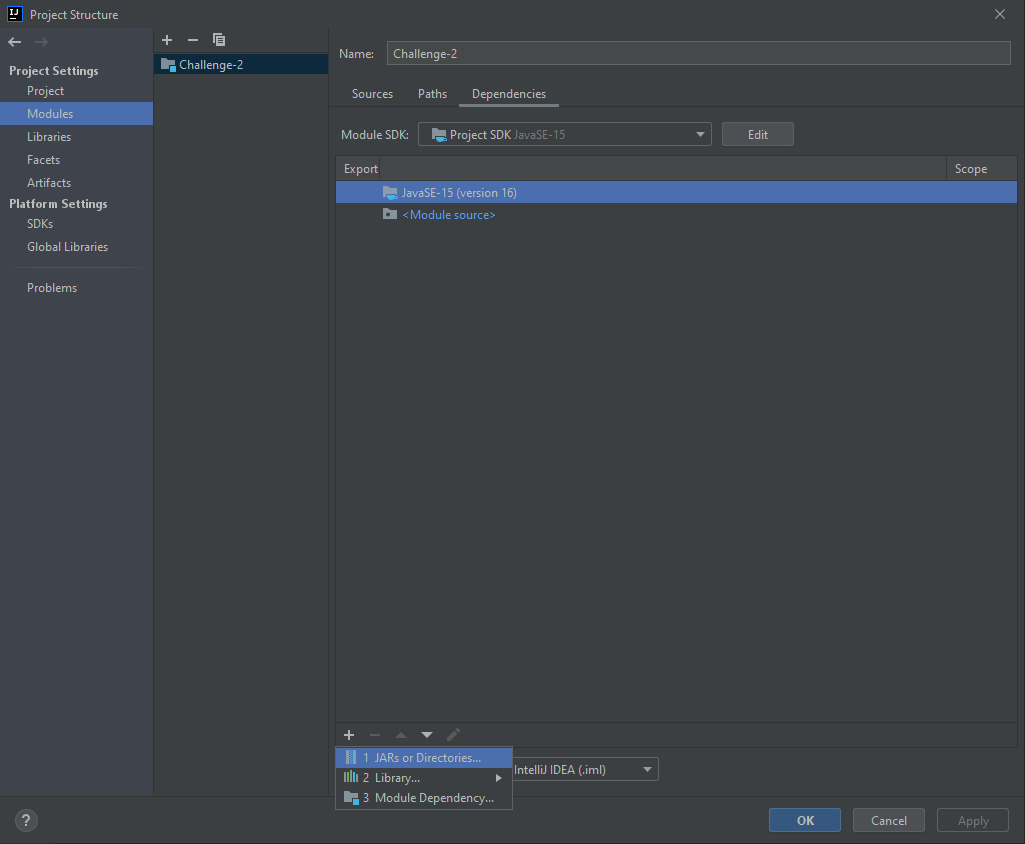 IJ Project Structure
Project Settings
Project
Modules
Libraries
Facets
Artifacts
Platform Settings
SDKs
Global Libraries
Problems
Challenge-2
Name: Challenge-2
Sources Paths Dependencies
Module SDK: Project SDK JavaSE-15 Edit
Export Scope
JavaSE-15 (version 16)
<Module source>
1 JARs or Directories...
2 Library...
3 Module Dependency...
IntelliJ IDEA (.iml)
? OK Cancel Apply